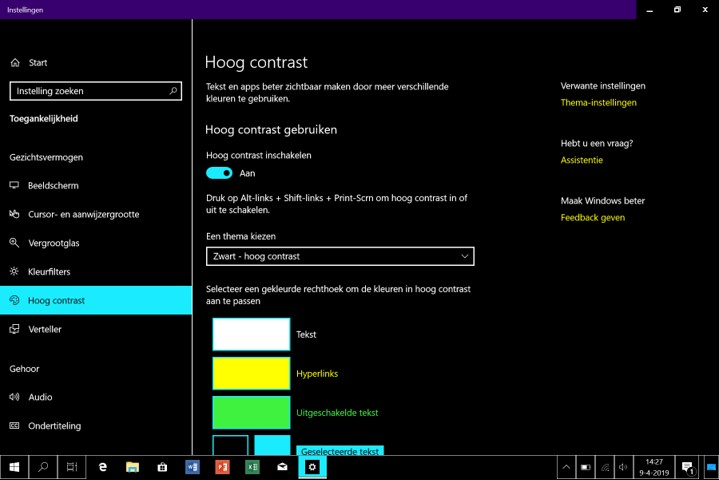 Instellingen
Start
Instelling zoeken
Toegankelijkheid
Gezichtsvermogen
Beeldscherm
Cursor- en aanwijzergrootte
Vergrootglas
Kleurfilters
Hoog contrast
Verteller
Gehoor
Audio
Ondertiteling
Hoog contrast
Tekst en apps beter zichtbaar maken door meer verschillende
kleuren te gebruiken.
Hoog contrast gebruiken
Hoog contrast inschakelen
Aan
Druk op Alt-links + Shift-links + Print-Scrn om hoog contrast in of
uit te schakelen.
Een thema kiezen
Zwart - hoog contrast
Selecteer een gekleurde rechthoek om de kleuren in hoog contrast
aan te passen
Tekst
Hyperlinks
Uitgeschakelde tekst
Geselecteerde tekst
Verwante instellingen
Thema-instellingen
Hebt u een vraag?
Assistentie
Maak Windows beter
Feedback geven
14:27
9-4-2019
1